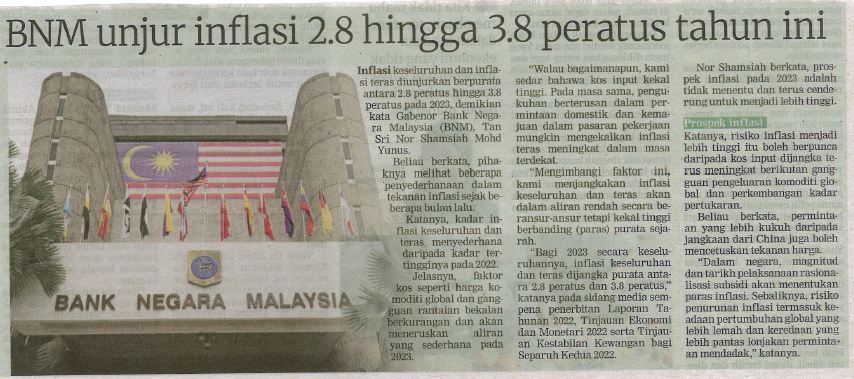 BNM unjur inflasi 2.8 hingga 3.8 peratus tahun ini
BANK NEGARA MALAYSIA
Inflasi keseluruhan dan infla-
si teras diunjurkan berpurata
antara 2.8 peratus hingga 3.8
peratus pada 2023, demikian
kata Gabenor Bank Nega-
ra Malaysia (BNM), Tan
Sri Nor Shamsiah Mohd
Yunus.
Beliau berkata, piha-
knya melihat beberapa
penyederhanaan dalam
tekanan inflasi sejak be-
berapa bulan lalu.
Katanya, kadar in-
flasi keseluruhan dan
teras menyederhana
daripada kadar ter-
tingginya pada 2022.
Jelasnya, faktor
kos seperti harga ko-
moditi global dan gang-
guan rantaian bekalan
berkurangan dan akan
meneruskan aliran
yang sederhana pada
2023.
“Walau bagaimanapun, kami
sedar bahawa kos input kekal
tinggi. Pada masa sama, pengu-
kuhan berterusan dalam per-
mintaan domestik dan kema-
juan dalam pasaran pekerjaan
mungkin mengekalkan inflasi
teras meningkat dalam masa
terdekat.
“Mengimbangi faktor ini,
kami menjangkakan inflasi
keseluruhan dan teras akan
dalam aliran rendah secara be-
ransur-ansur tetapi kekal tinggi
berbanding (paras) purata seja-
rah.
“Bagi 2023 secara keselu-
ruhannya, inflasi keseluruhan
dan teras dijangka purata anta-
ra 2.8 peratus dan 3.8 peratus,”
katanya pada sidang media sem-
pena penerbitan Laporan Ta-
hunan 2022, Tinjauan Ekonomi
dan Monetari 2022 serta Tinjau-
an Kestabilan Kewangan bagi
Separuh Kedua 2022.
Nor Shamsiah berkata, pros-
pek inflasi pada 2023 adalah
tidak menentu dan terus cende-
rung untuk menjadi lebih tinggi.
Prospek inflasi
Katanya, risiko inflasi menjadi
lebih tinggi itu boleh berpunca
daripada kos input dijangka te-
rus meningkat berikutan gang-
guan pengeluaran komoditi glo-
bal dan perkembangan kadar
pertukaran.
Beliau berkata, perminta-
an yang lebih kukuh daripada
jangkaan dari China juga boleh
mencetuskan tekanan harga.
“Dalam negara, magnitud
dan tarikh pelaksanaan rasiona-
lisasi subsidi akan menentukan
paras inflasi. Sebaliknya, risiko
penurunan inflasi termasuk ke-
adaan pertumbuhan global yang
lebih lemah dan keredaan yang
lebih pantas lonjakan perminta-
an mendadak,” katanya.